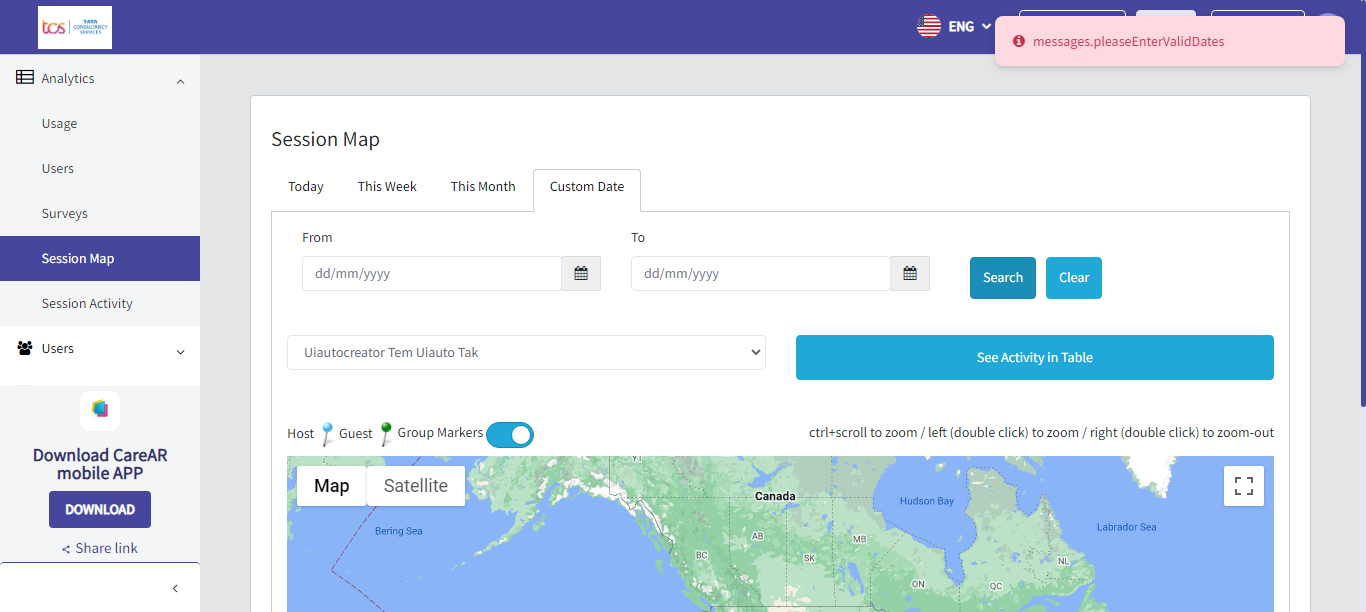 tcs TATA
CONSULTANCY
SERVICES
ENG
messages.pleaseEnterValidDates
Analytics
Usage
Users
Surveys
Session Map
Session Activity
Users
Download CareAR
mobile APP
DOWNLOAD
Share link
Session Map
Today This Week This Month Custom Date
From To
dd/mm/yyyy dd/mm/yyyy Search Clear
Uiautocreator Tem Uiauto Tak See Activity in Table
Host Guest Group Markers ctrl+scroll to zoom / left (double click) to zoom / right (double click) to zoom-out
YT
Map Satellite
Canada
Hudson Bay
Bering Sea
Labrador Sea
AB
MB
BC
SK
NL
ON
QC